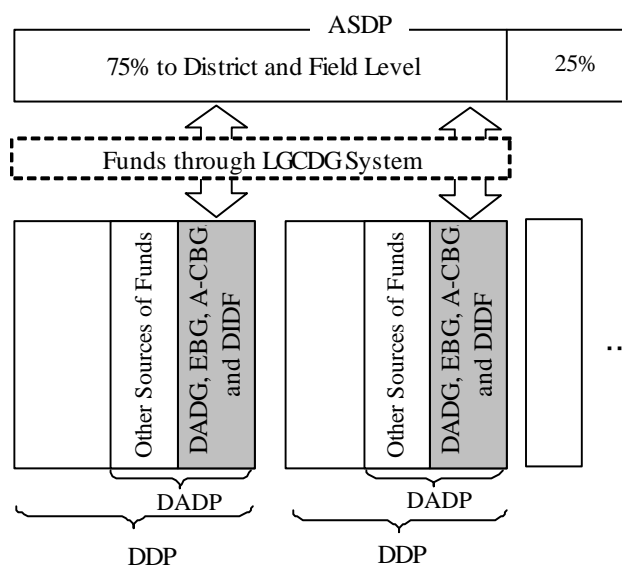 ASDP
75% to District and Field Level
25%
Funds through LGCDG System
Other Sources of Funds
DADG, EBG, A-CBG
and DIDF
Other Sources of Funds
DADG, EBG, A-CBG
and DIDF
..
DADP
DADP
DDP
DDP